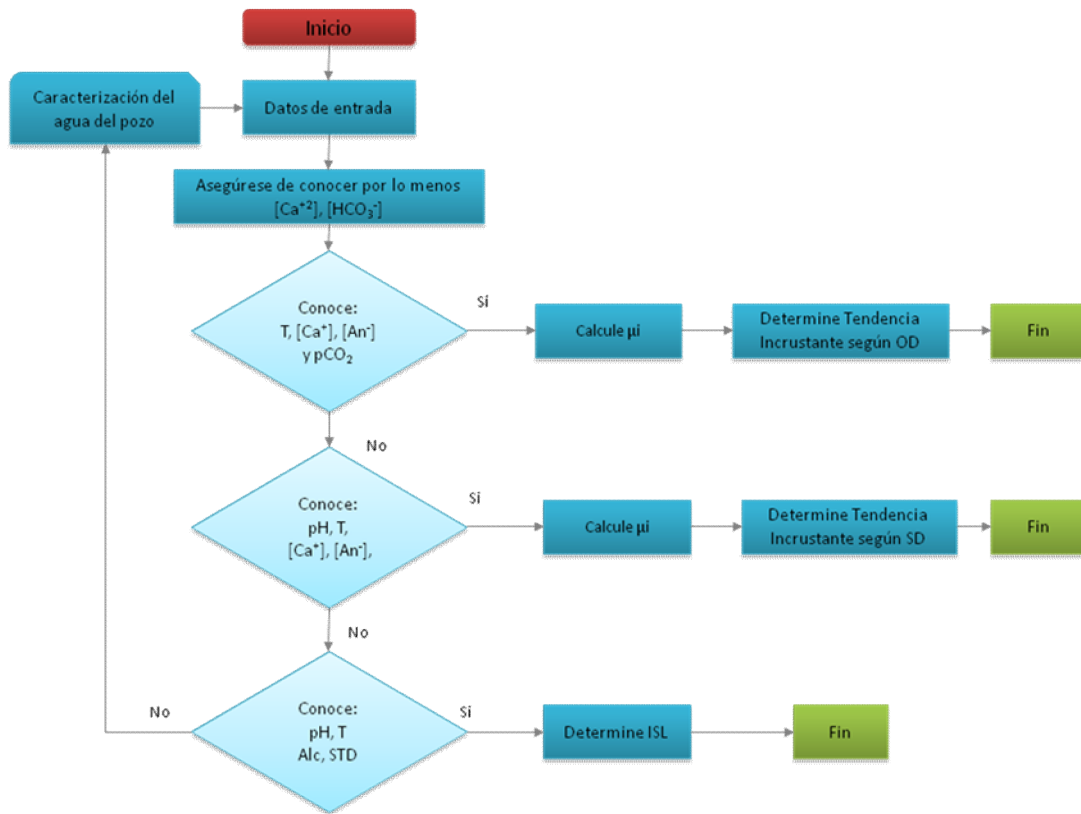 Inicio
Caracterización del
agua del pozo
Datos de entrada
Asegúrese de conocer por lo menos
[Ca⁺²], [HCO₃⁻]
Conoce:
T, [Ca⁺], [An⁻]
y pCO₂
Sí
Calcule µi
Determine Tendencia
Incrustante según OD
Fin
No
Conoce:
pH, T,
[Ca⁺], [An⁻],
Sí
Calcule µi
Determine Tendencia
Incrustante según SD
Fin
No
Conoce:
pH, T
Alc, STD
No
Sí
Determine ISL
Fin